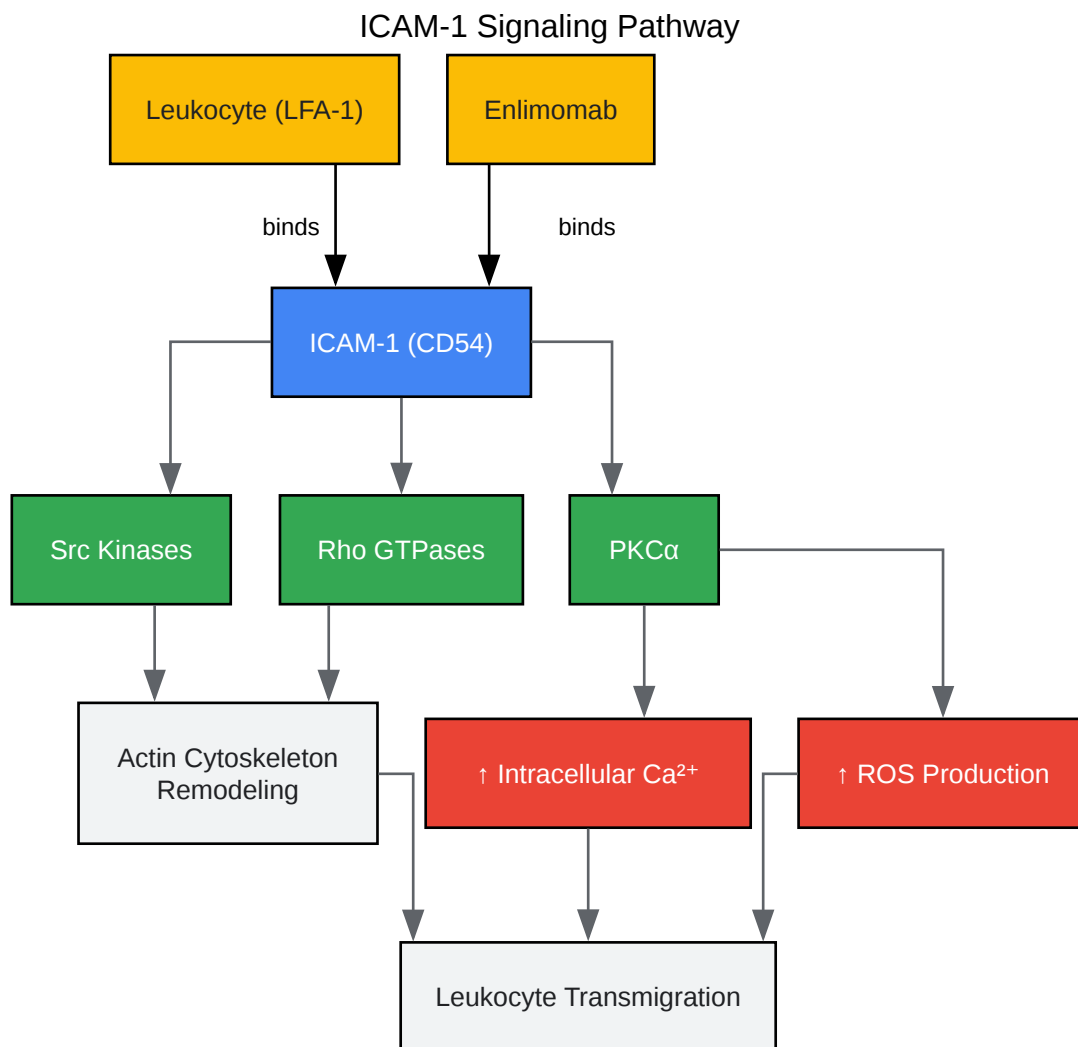 ICAM-1 Signaling Pathway
Leukocyte (LFA-1)
Enlimomab
binds
binds
ICAM-1 (CD54)
Src Kinases
Rho GTPases
PKCα
Actin Cytoskeleton
Remodeling
↑ Intracellular Ca²⁺
↑ ROS Production
Leukocyte Transmigration